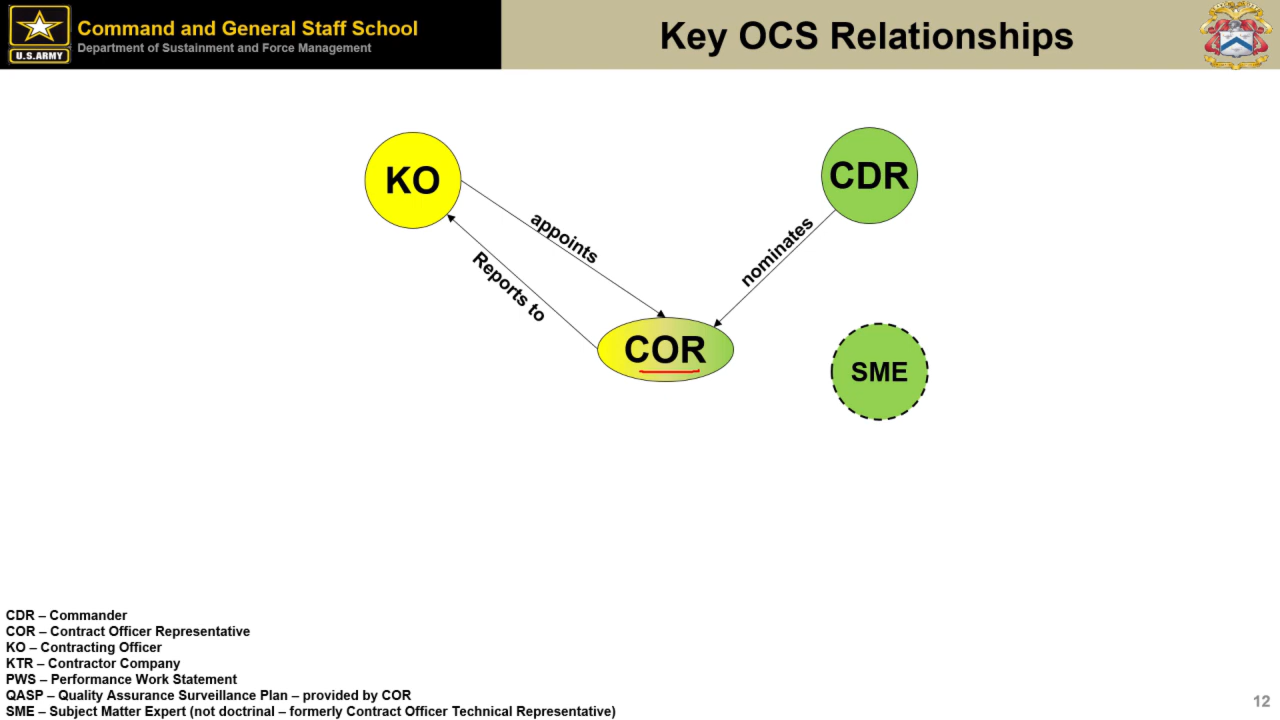 Command and General Staff School
Department of Sustainment and Force Management
U.S.ARMY
Key OCS Relationships
KO
CDR
appoints
nominates
Reports to
COR
SME
CDR – Commander
COR – Contract Officer Representative
KO – Contracting Officer
KTR – Contractor Company
PWS – Performance Work Statement
QASP – Quality Assurance Surveillance Plan – provided by COR
SME – Subject Matter Expert (not doctrinal – formerly Contract Officer Technical Representative)
12